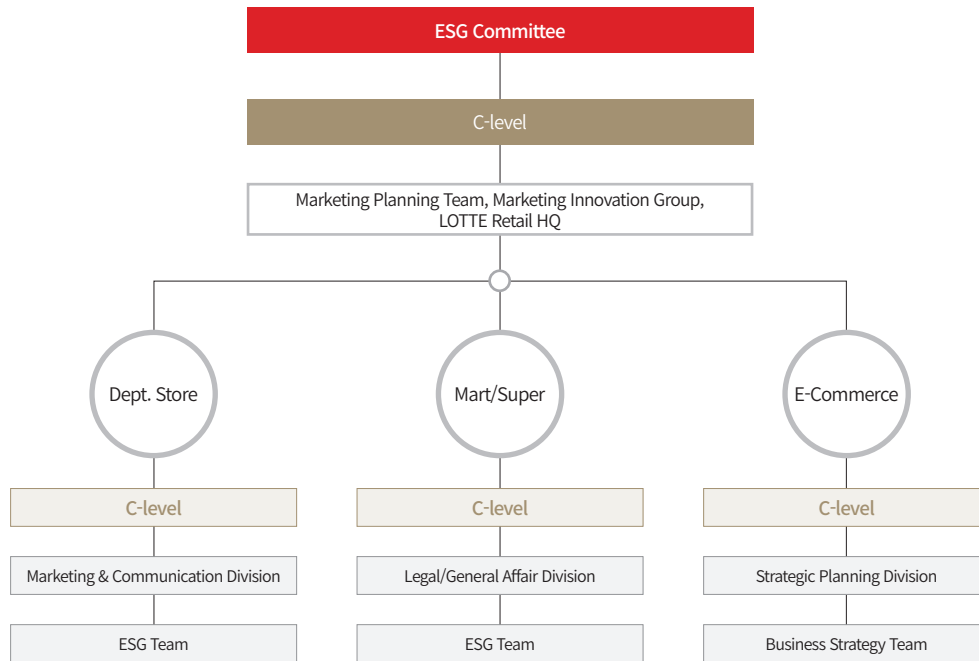 ESG Committee
C-level
Marketing Planning Team, Marketing Innovation Group,
LOTTE Retail HQ
Dept. Store
Mart/Super
E-Commerce
C-level
C-level
C-level
Marketing & Communication Division
Legal/General Affair Division
Strategic Planning Division
ESG Team
ESG Team
Business Strategy Team